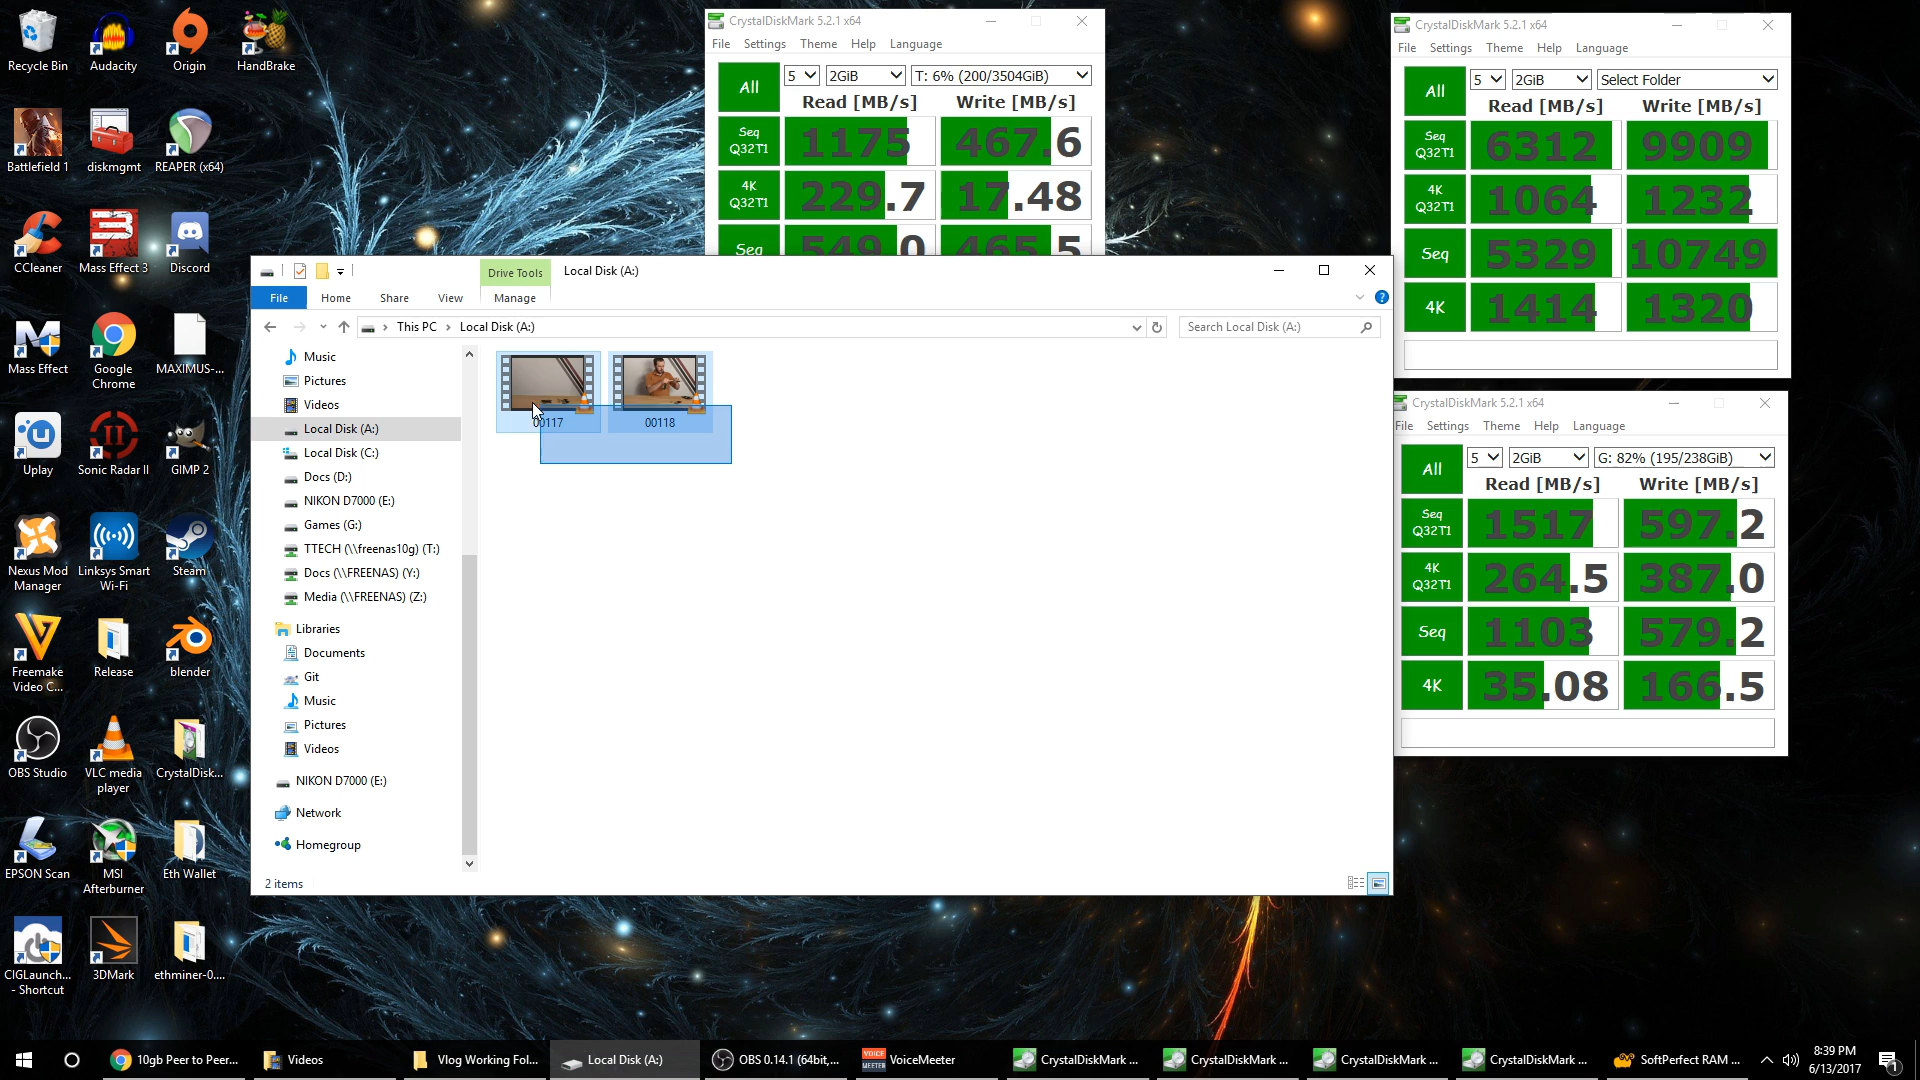 Recycle Bin
Audacity
Origin
HandBrake
Battlefield 1
diskmgmt
REAPER (x64)
CCleaner
Mass Effect 3
Discord
Mass Effect
Google
Chrome
MAXIMUS-...
Uplay
Sonic Radar II
GIMP 2
Nexus Mod
Manager
Linksys Smart
Wi-Fi
Steam
Freemake
Video C...
Release
blender
OBS Studio
VLC media
player
CrystalDisk...
EPSON Scan
MSI
Afterburner
Eth Wallet
CIGLaunch...
- Shortcut
3DMark
ethminer-0....
CrystalDiskMark 5.2.1 x64
File Settings Theme Help Language
All 5 2GiB T: 6% (200/3504GiB)
Read [MB/s] Write [MB/s]
Seq
Q32T1
1175 467.6
4K
Q32T1
229.7 17.48
Seq 549.0 465.5
CrystalDiskMark 5.2.1 x64
File Settings Theme Help Language
All 5 2GiB Select Folder
Read [MB/s] Write [MB/s]
Seq
Q32T1
6312 9909
4K
Q32T1
1064 1232
Seq 5329 10749
4K 1414 1320
CrystalDiskMark 5.2.1 x64
File Settings Theme Help Language
All 5 2GiB G: 82% (195/238GiB)
Read [MB/s] Write [MB/s]
Seq
Q32T1
1517 597.2
4K
Q32T1
264.5 387.0
Seq 1103 579.2
4K 35.08 166.5
Drive Tools Local Disk (A:)
File Home Share View Manage
This PC Local Disk (A:)
Search Local Disk (A:)
Music
Pictures
Videos
Local Disk (A:)
Local Disk (C:)
Docs (D:)
NIKON D7000 (E:)
Games (G:)
TTECH (\\freenas10g) (T:)
Docs (\\FREENAS) (Y:)
Media (\\FREENAS) (Z:)
Libraries
Documents
Git
Music
Pictures
Videos
NIKON D7000 (E:)
Network
Homegroup
00117 00118
2 items
10gb Peer to Peer...
Videos
Vlog Working Fol...
Local Disk (A:)
OBS 0.14.1 (64bit,...
VOICE
MEETER
VoiceMeeter
CrystalDiskMark ...
CrystalDiskMark ...
CrystalDiskMark ...
CrystalDiskMark ...
SoftPerfect RAM ...
8:39 PM
6/13/2017
1